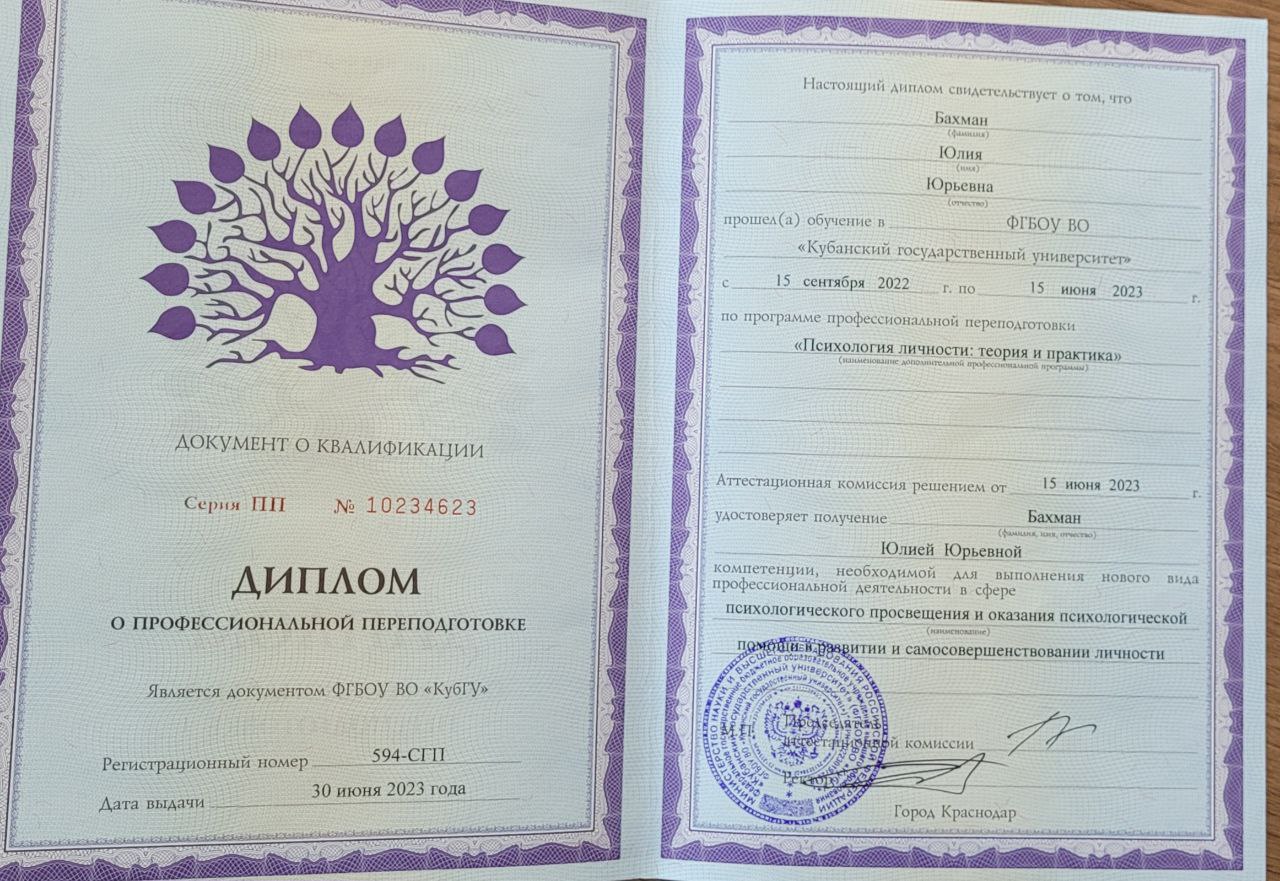 ДОКУМЕНТ О КВАЛИФИКАЦИИ
Серия ПП № 10234623
ДИПЛОМ
О ПРОФЕССИОНАЛЬНОЙ ПЕРЕПОДГОТОВКЕ
Является документом ФГБОУ ВО «КубГУ»
Регистрационный номер 594-СГП
Дата выдачи 30 июня 2023 года
Настоящий диплом свидетельствует о том, что
Бахман
(фамилия)
Юлия
(имя)
Юрьевна
(отчество)
прошел(а) обучение в ФГБОУ ВО
«Кубанский государственный университет»
с 15 сентября 2022 г. по 15 июня 2023 г.
по программе профессиональной переподготовки
«Психология личности: теория и практика»
(наименование дополнительной профессиональной программы)
Аттестационная комиссия решением от 15 июня 2023 г.
удостоверяет получение Бахман
(фамилия, имя, отчество)
Юлией Юрьевной
компетенции, необходимой для выполнения нового вида
профессиональной деятельности в сфере
психологического просвещения и оказания психологической
(наименование)
помощи в развитии и самосовершенствовании личности
М.П.
Председатель
аттестационной комиссии
Ректор
Город Краснодар